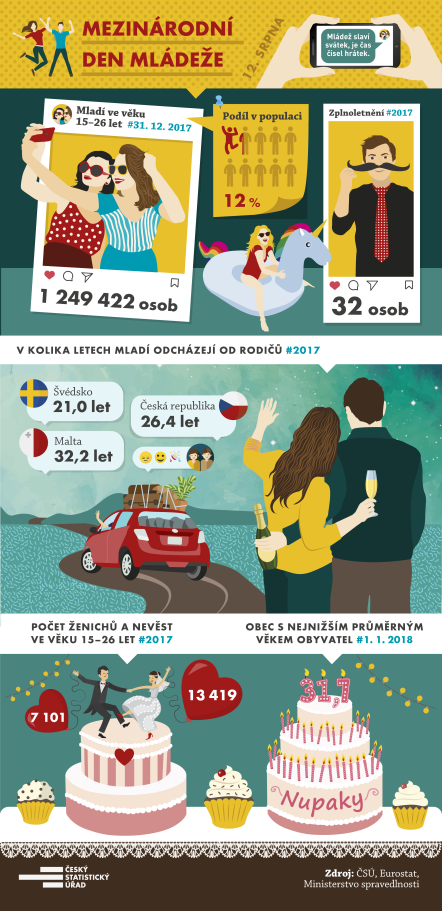 MEZINÁRODNÍ
DEN MLÁDEŽE
12. SRPNA
Mládež slaví
svátek, je čas
čísel hrátek.
Mladí ve věku
15–26 let #31. 12. 2017
1 249 422 osob
Podíl v populaci
12 %
Zplnoletnění #2017
32 osob
V KOLIKA LETECH MLADÍ ODCHÁZEJÍ OD RODIČŮ #2017
Švédsko
21,0 let
Česká republika
26,4 let
Malta
32,2 let
POČET ŽENICHŮ A NEVĚST
VE VĚKU 15–26 LET #2017
7 101
13 419
OBEC S NEJNIŽŠÍM PRŮMĚRNÝM
VĚKEM OBYVATEL #1. 1. 2018
31,7
Nupaky
ČESKÝ
STATISTICKÝ
ÚŘAD
Zdroj: ČSÚ, Eurostat,
Ministerstvo spravedlnosti